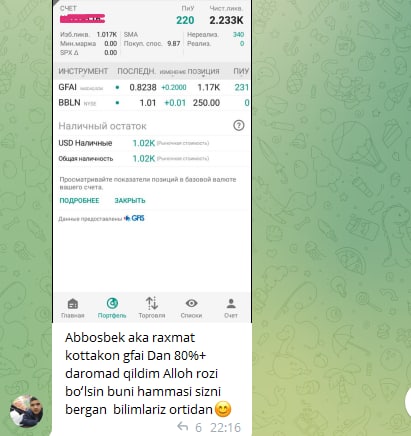 СЧЕТ ПиУ Чист.ликв.
220 2.233K
Изб.ликв. 1.017K SMA Нереализ. 340
Мин.маржа 0.00 Покуп. спос. 9.87 Реализ. 0
SPX Δ 0.00
ИНСТРУМЕНТ ПОСЛЕДН. ИЗМЕНЕНИЕ ПОЗИЦИЯ ПИУ
GFAI 0.8238 +0.2000 1.17K 231
BBLN NYSE 1.01 +0.01 250.00 0
Наличный остаток ?
USD Наличные 1.02K (Рыночная стоимость)
Общая наличность 1.02K (Рыночная стоимость)
Просматривайте показатели позиций в базовой валюте
вашего счета.
ПОДРОБНЕЕ ЗАКРЫТЬ
Данные предоставлены GFIS
Главная Портфель Торговля Списки Счет
Abbosbek aka raxmat
kottakon gfai Dan 80%+
daromad qildim Alloh rozi
boʻlsin buni hammasi sizni
bergan bilimlariz ortidan😊
6 22:16